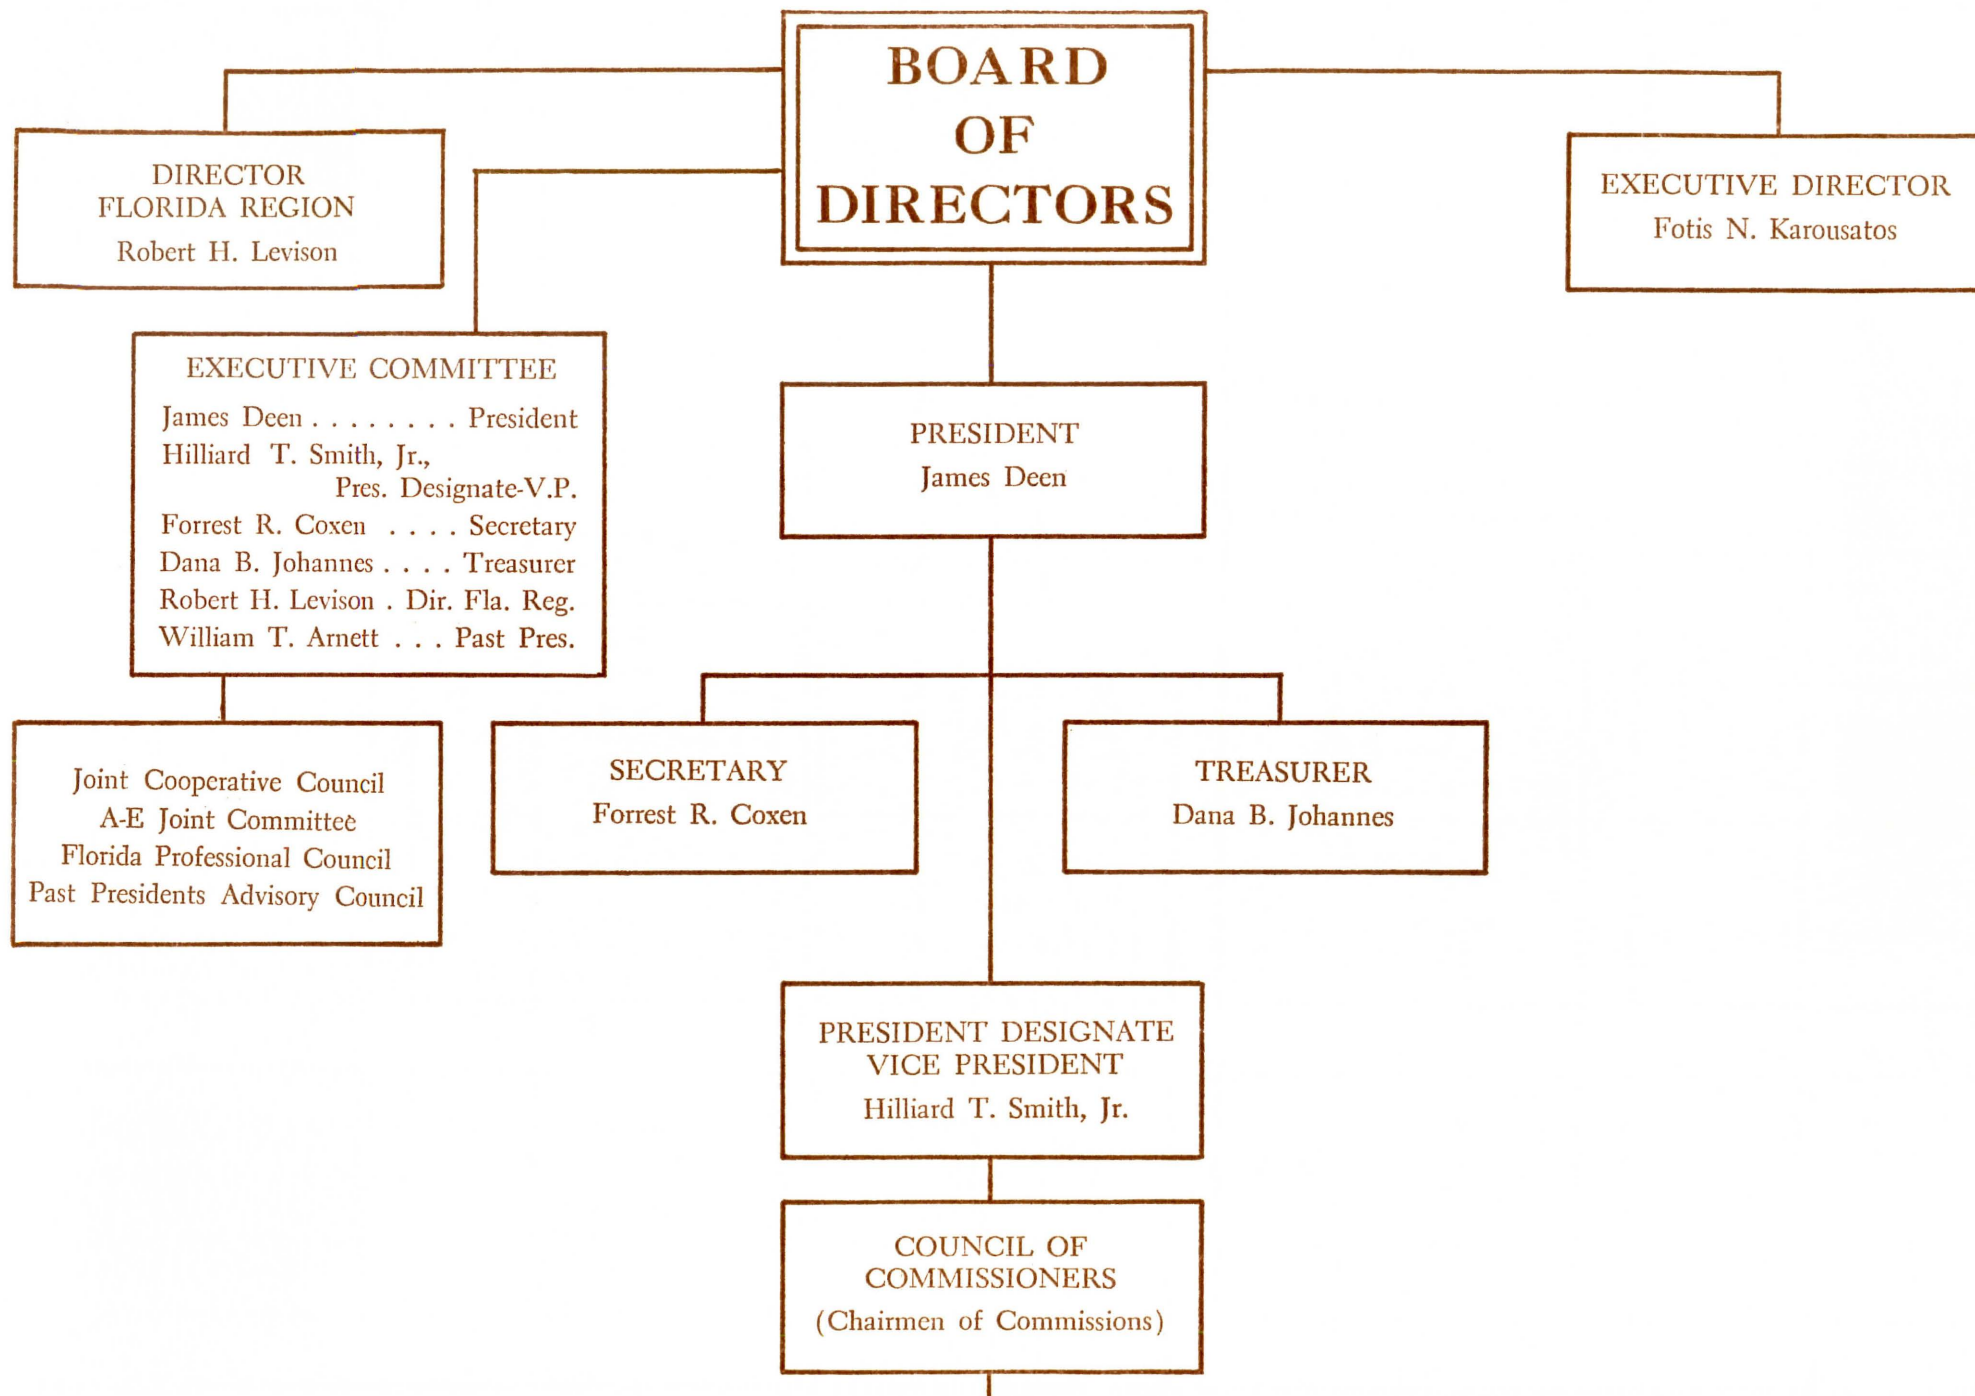 BOARD
OF
DIRECTORS
DIRECTOR
FLORIDA REGION
Robert H. Levison
EXECUTIVE DIRECTOR
Fotis N. Karousatos
EXECUTIVE COMMITTEE
James Deen . . . . . . . . President
Hilliard T. Smith, Jr.,
Pres. Designate-V.P.
Forrest R. Coxen . . . . Secretary
Dana B. Johannes . . . . Treasurer
Robert H. Levison . Dir. Fla. Reg.
William T. Arnett . . . Past Pres.
PRESIDENT
James Deen
Joint Cooperative Council
A-E Joint Committee
Florida Professional Council
Past Presidents Advisory Council
SECRETARY
Forrest R. Coxen
TREASURER
Dana B. Johannes
PRESIDENT DESIGNATE
VICE PRESIDENT
Hilliard T. Smith, Jr.
COUNCIL OF
COMMISSIONERS
(Chairmen of Commissions)